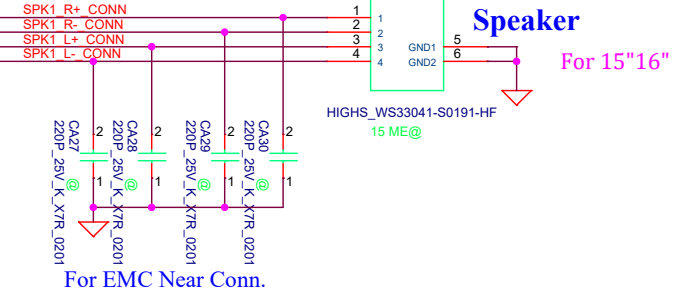 SPK1_R+_CONN
SPK1_R-_CONN
SPK1_L+_CONN
SPK1_L-_CONN
1
2
3
4
1
2
3
4
GND1
GND2
5
6
Speaker
For 15"16"
HIGHS_WS33041-S0191-HF
15 ME@
CA27
220P_25V_K_X7R_0201
@
2
1
CA28
220P_25V_K_X7R_0201
@
2
1
CA29
220P_25V_K_X7R_0201
@
2
1
CA30
220P_25V_K_X7R_0201
@
2
1
For EMC Near Conn.